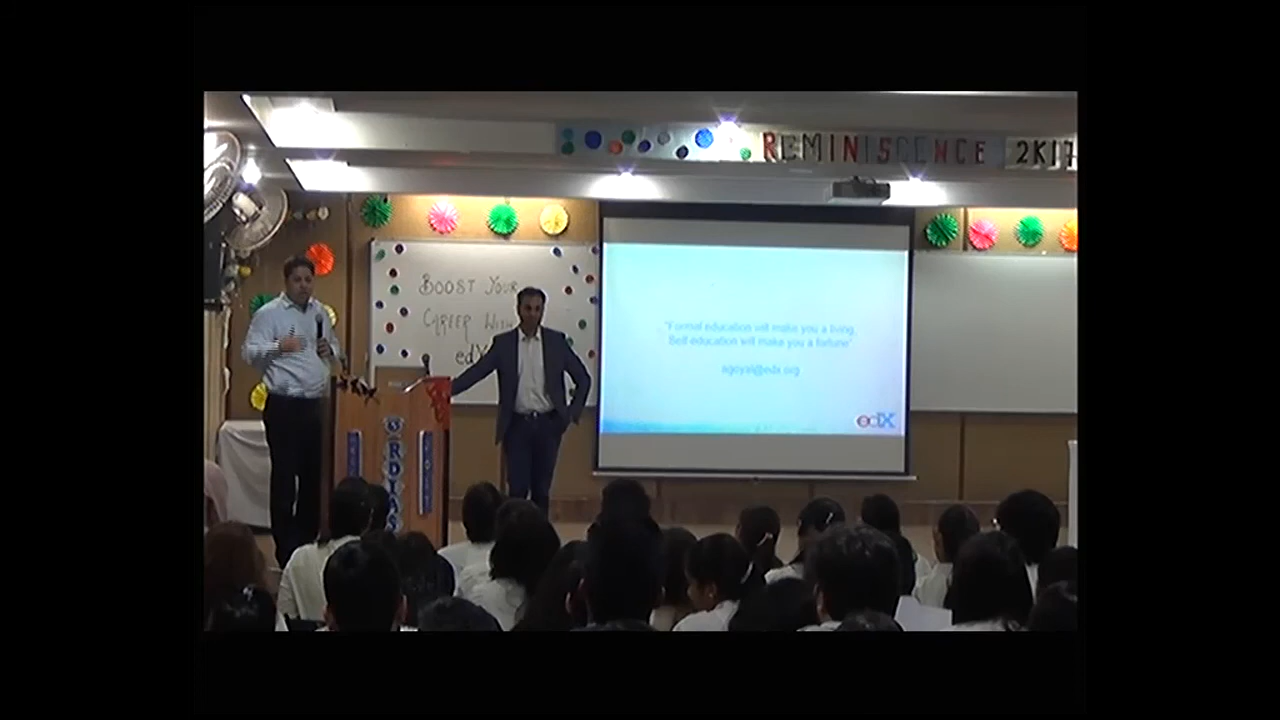 REMINISCENCE 2K17
BOOST YOUR
CAREER WITH
edX
"Formal education will make you a living.
Self education will make you a fortune"
agoyal@edx.org
edX
RDIAS